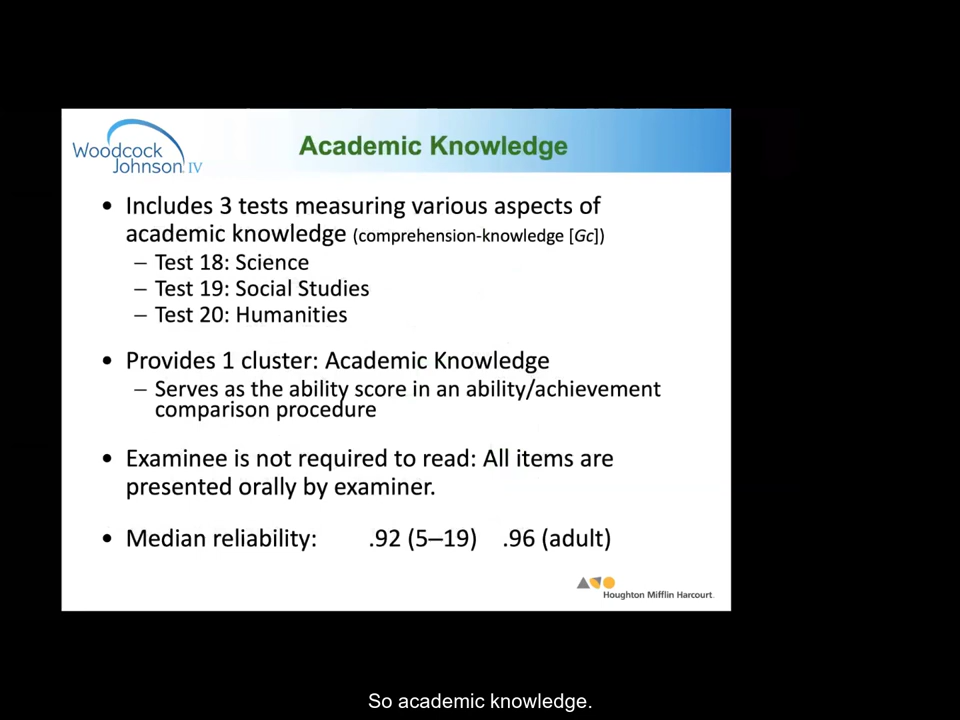 Woodcock
Johnson IV
Academic Knowledge
• Includes 3 tests measuring various aspects of
academic knowledge (comprehension-knowledge [Gc])
– Test 18: Science
– Test 19: Social Studies
– Test 20: Humanities
• Provides 1 cluster: Academic Knowledge
– Serves as the ability score in an ability/achievement
comparison procedure
• Examinee is not required to read: All items are
presented orally by examiner.
• Median reliability: .92 (5–19) .96 (adult)
Houghton Mifflin Harcourt
So academic knowledge.